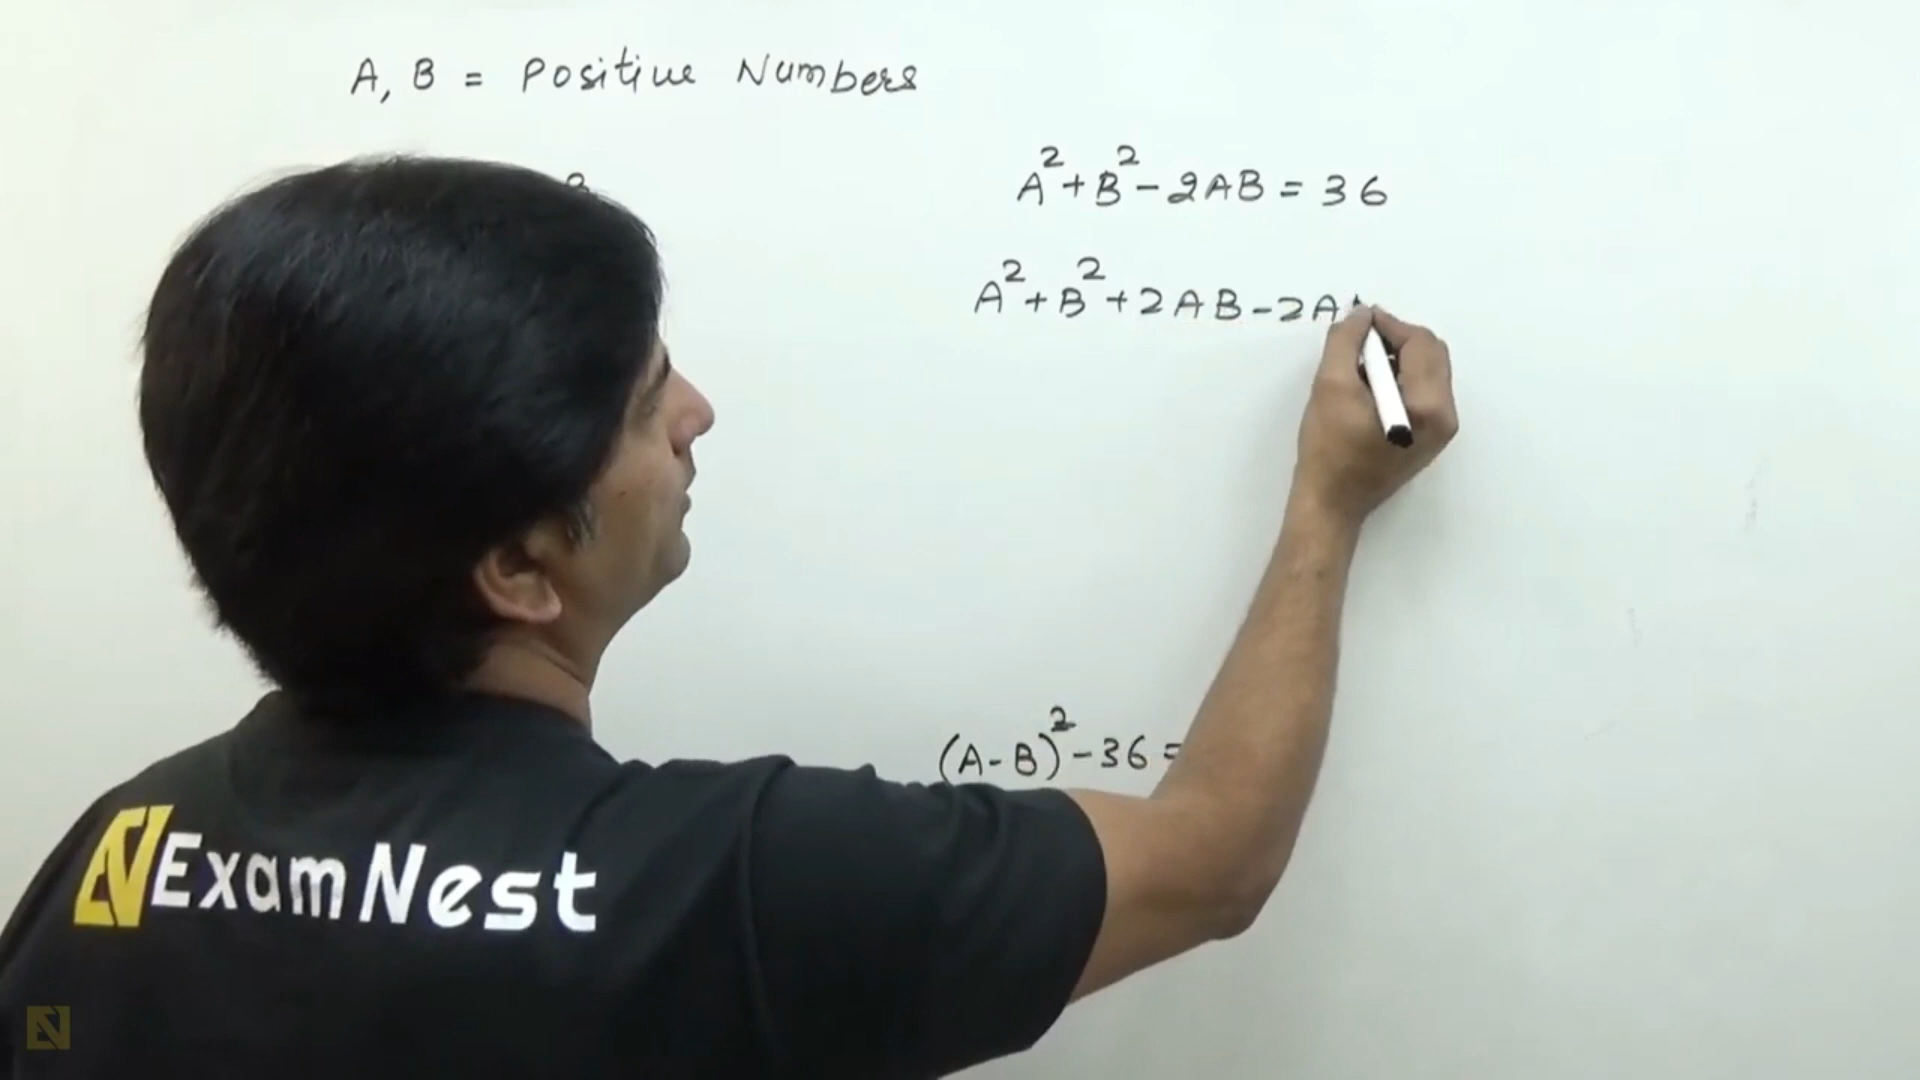 A, B = Positive Numbers
A²+B²-2AB=36
A²+B²+2AB-2A
(A-B)²-36=
ExamNest